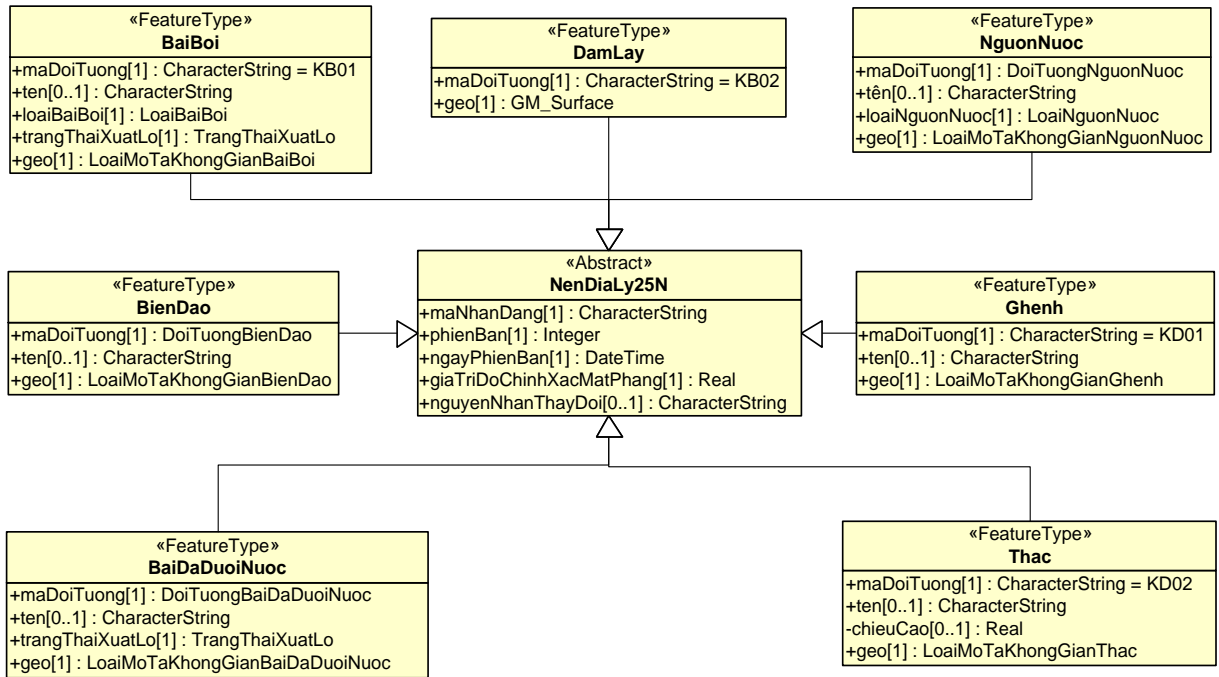 «FeatureType»
BaiBoi
+maDoiTuong[1] : CharacterString = KB01
+ten[0..1] : CharacterString
+loaiBaiBoi[1] : LoaiBaiBoi
+trangThaiXuatLo[1] : TrangThaiXuatLo
+geo[1] : LoaiMoTaKhongGianBaiBoi
«FeatureType»
DamLay
+maDoiTuong[1] : CharacterString = KB02
+geo[1] : GM_Surface
«FeatureType»
NguonNuoc
+maDoiTuong[1] : DoiTuongNguonNuoc
+tên[0..1] : CharacterString
+loaiNguonNuoc[1] : LoaiNguonNuoc
+geo[1] : LoaiMoTaKhongGianNguonNuoc
«FeatureType»
BienDao
+maDoiTuong[1] : DoiTuongBienDao
+ten[0..1] : CharacterString
+geo[1] : LoaiMoTaKhongGianBienDao
«Abstract»
NenDiaLy25N
+maNhanDang[1] : CharacterString
+phienBan[1] : Integer
+ngayPhienBan[1] : DateTime
+giaTriDoChinhXacMatPhang[1] : Real
+nguyenNhanThayDoi[0..1] : CharacterString
«FeatureType»
Ghenh
+maDoiTuong[1] : CharacterString = KD01
+ten[0..1] : CharacterString
+geo[1] : LoaiMoTaKhongGianGhenh
«FeatureType»
BaiDaDuoiNuoc
+maDoiTuong[1] : DoiTuongBaiDaDuoiNuoc
+ten[0..1] : CharacterString
+trangThaiXuatLo[1] : TrangThaiXuatLo
+geo[1] : LoaiMoTaKhongGianBaiDaDuoiNuoc
«FeatureType»
Thac
+maDoiTuong[1] : CharacterString = KD02
+ten[0..1] : CharacterString
-chieuCao[0..1] : Real
+geo[1] : LoaiMoTaKhongGianThac